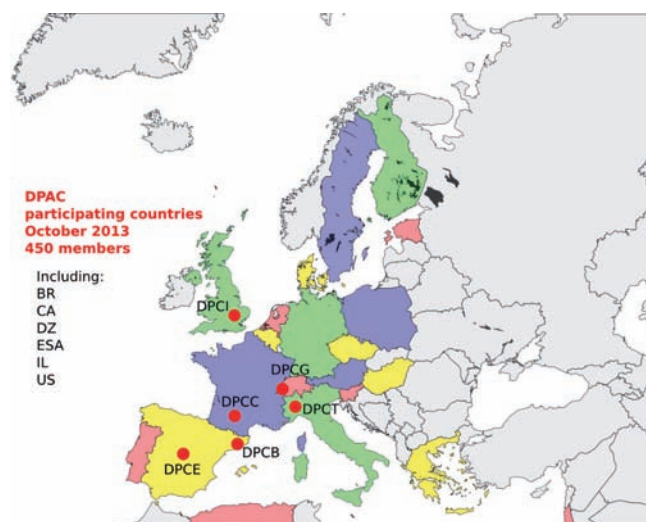 DPAC
participating countries
October 2013
450 members
Including:
BR
CA
DZ
ESA
IL
US
DPCI
DPCG
DPCC
DPCT
DPCB
DPCE